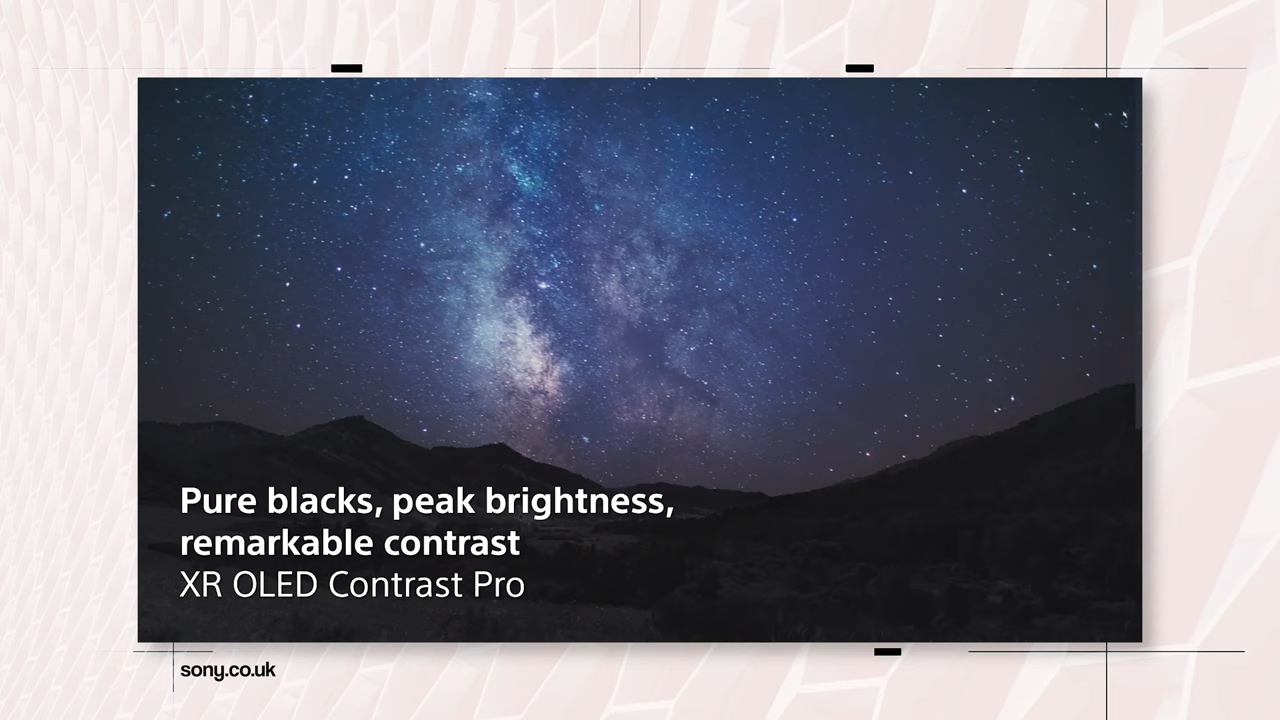 Pure blacks, peak brightness,
remarkable contrast
XR OLED Contrast Pro
sony.co.uk